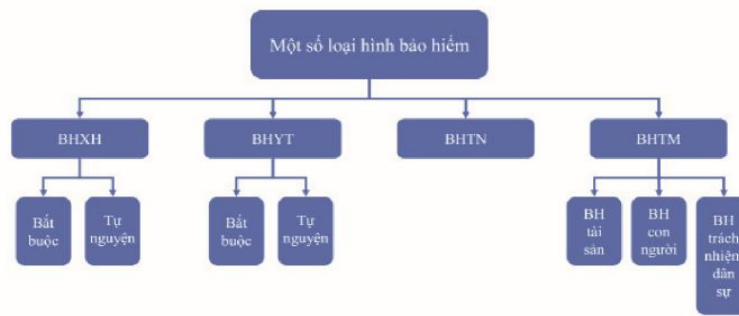 Một số loại hình bảo hiểm
BHXH
BHYT
BHTN
BHTM
Bắt
buộc
Tự
nguyện
Bắt
buộc
Tự
nguyện
BH
tài
sản
BH
con
người
BH
trách
nhiệm
dân
sự